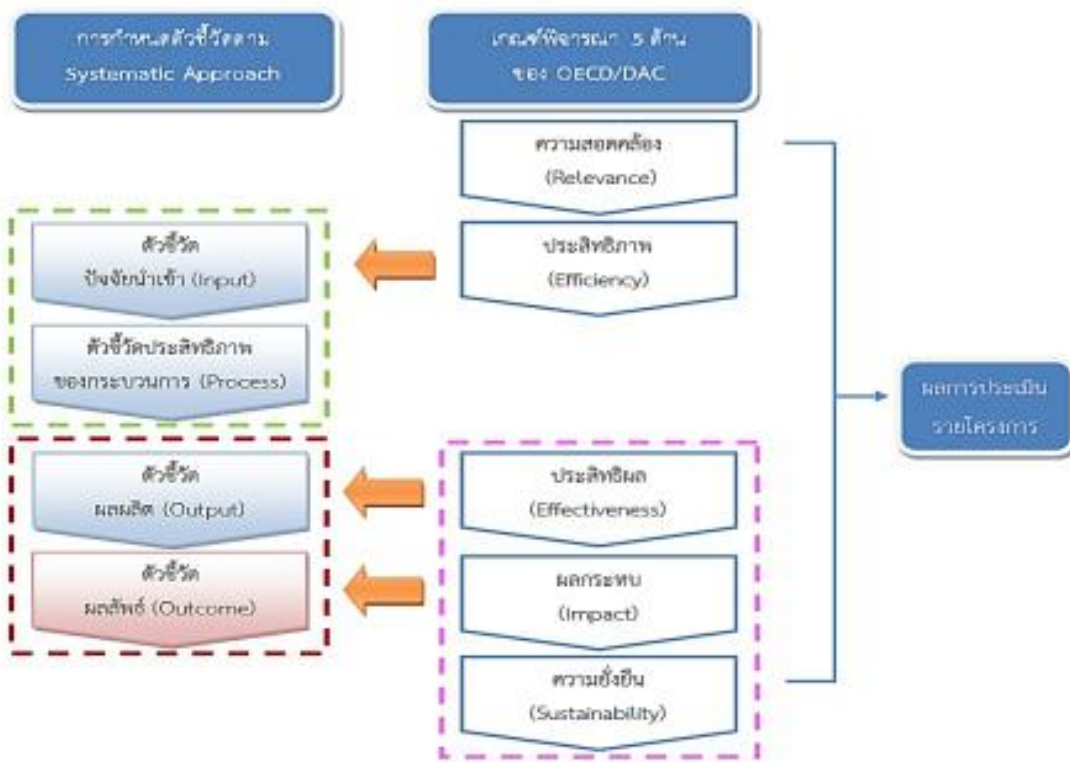 การกำหนดตัวชี้วัดตาม
Systematic Approach
เกณฑ์พิจารณา 5 ด้าน
ของ OECD/DAC
ความสอดคล้อง
(Relevance)
ตัวชี้วัด
ปัจจัยนำเข้า (Input)
ประสิทธิภาพ
(Efficiency)
ตัวชี้วัดประสิทธิภาพ
ของกระบวนการ (Process)
ผลการประเมิน
รายโครงการ
ตัวชี้วัด
ผลผลิต (Output)
ประสิทธิผล
(Effectiveness)
ตัวชี้วัด
ผลลัพธ์ (Outcome)
ผลกระทบ
(Impact)
ความยั่งยืน
(Sustainability)